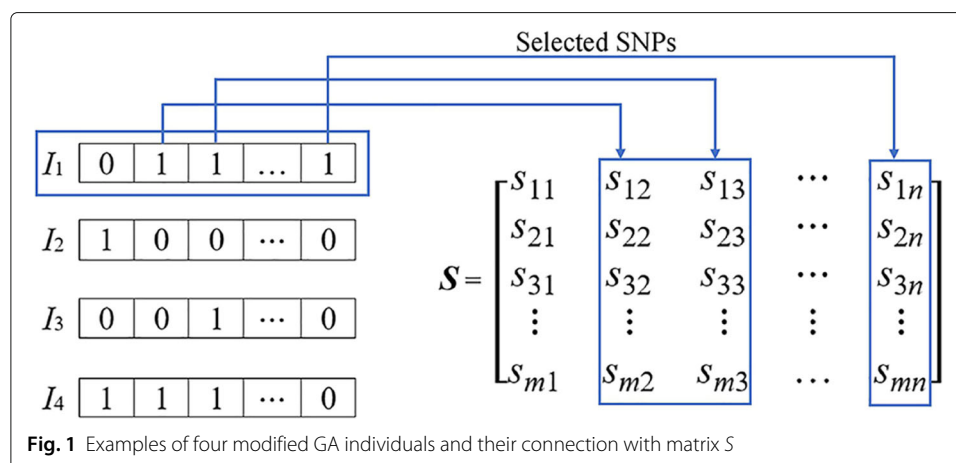 Selected SNPs
I₁ 0 1 1 ... 1
I₂ 1 0 0 ... 0
I₃ 0 0 1 ... 0
I₄ 1 1 1 ... 0
S =
s₁₁ s₁₂ s₁₃ ... s₁ₙ
s₂₁ s₂₂ s₂₃ ... s₂ₙ
s₃₁ s₃₂ s₃₃ ... s₃ₙ
⋮ ⋮ ⋮ ⋮ ⋮
sₘ₁ sₘ₂ sₘ₃ ... sₘₙ
Fig. 1 Examples of four modified GA individuals and their connection with matrix S